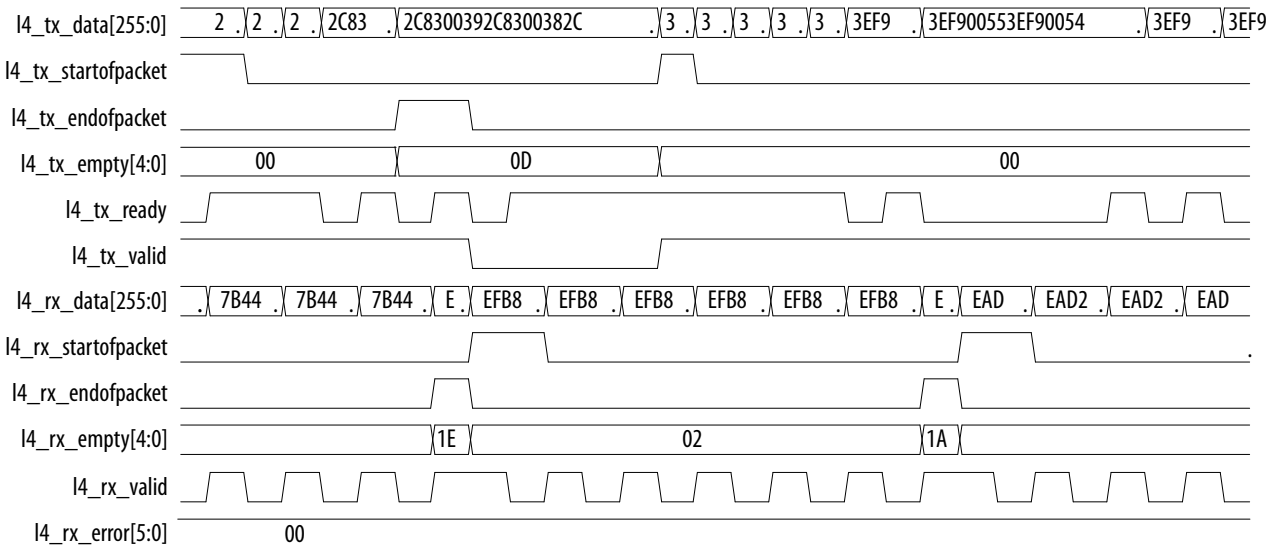 l4_tx_data[255:0] 2 . 2 . 2 . 2C83 . 2C8300392C8300382C . 3 . 3 . 3 . 3 . 3 . 3EF9 . 3EF900553EF90054 . 3EF9 . 3EF9
l4_tx_startofpacket
l4_tx_endofpacket
l4_tx_empty[4:0] 00 0D 00
l4_tx_ready
l4_tx_valid
l4_rx_data[255:0] . 7B44 . 7B44 . 7B44 . E . EFB8 . EFB8 . EFB8 . EFB8 . EFB8 . EFB8 . E . EAD . EAD2 . EAD2 . EAD
l4_rx_startofpacket .
l4_rx_endofpacket
l4_rx_empty[4:0] 1E 02 1A
l4_rx_valid
l4_rx_error[5:0] 00